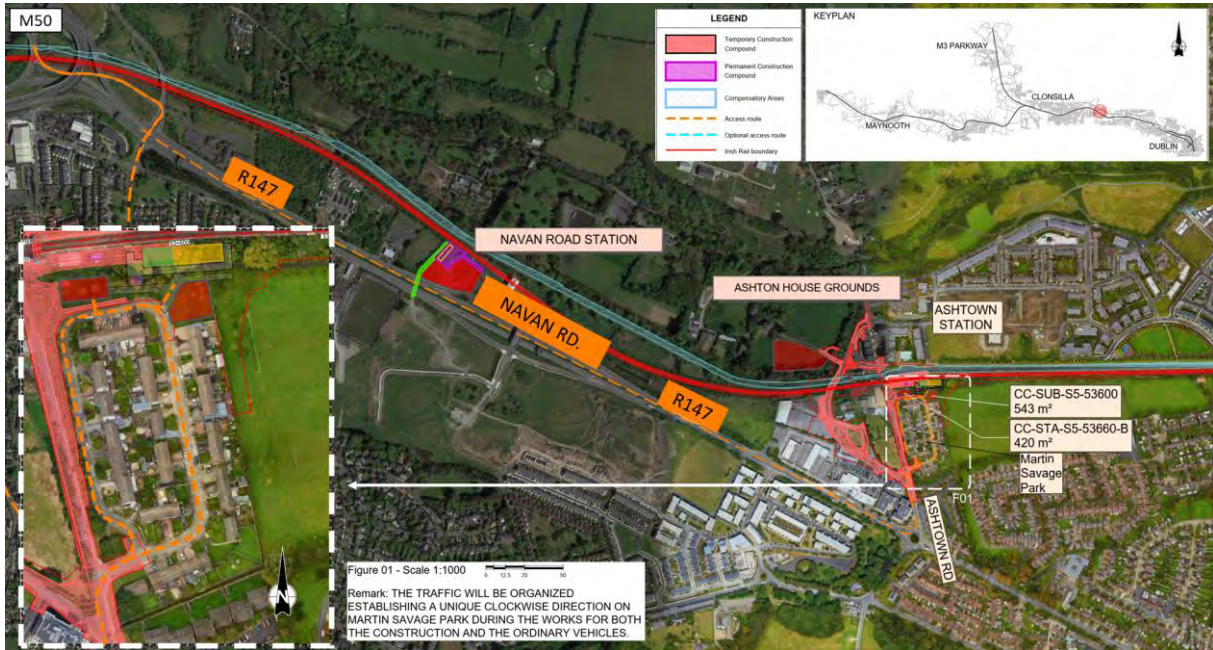 M50
LEGEND
Temporary Construction
Compound
Permanent Construction
Compound
Compensatory Areas
Access route
Optional access route
Irish Rail boundary
KEYPLAN
M3 PARKWAY
CLONSILLA
MAYNOOTH
DUBLIN
R147
NAVAN ROAD STATION
NAVAN RD.
ASHTON HOUSE GROUNDS
ASHTOWN
STATION
R147
CC-SUB-S5-53600
543 m²
CC-STA-S5-53660-B
420 m²
Martin
Savage
Park
F01
ASHTOWN RD
Figure 01 - Scale 1:1000
0 12.5 25 50
Remark: THE TRAFFIC WILL BE ORGANIZED
ESTABLISHING A UNIQUE CLOCKWISE DIRECTION ON
MARTIN SAVAGE PARK DURING THE WORKS FOR BOTH
THE CONSTRUCTION AND THE ORDINARY VEHICLES.